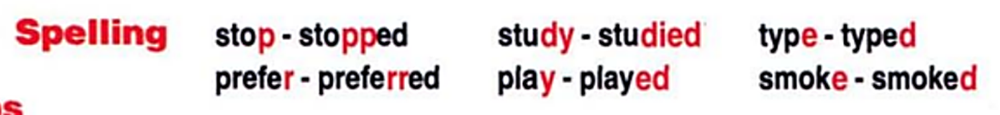 Spelling stop - stopped study - studied type - typed
prefer - preferred play - played smoke - smoked